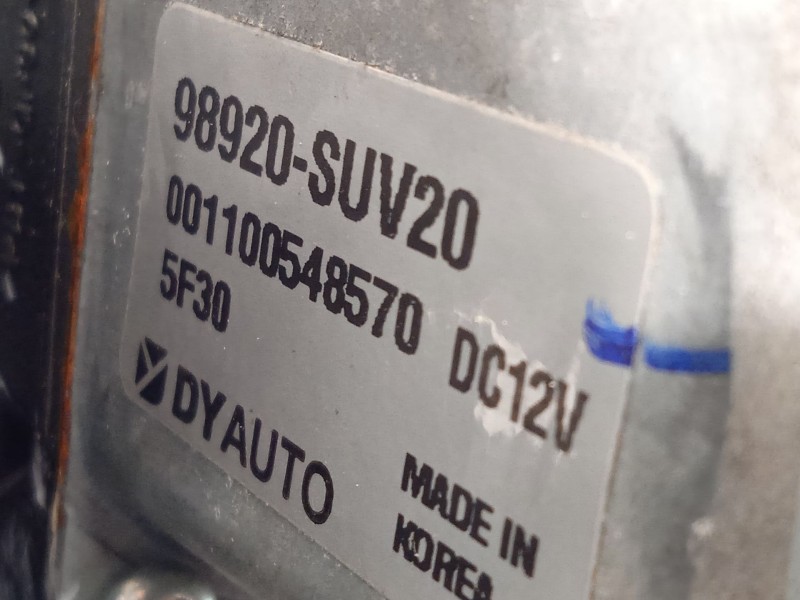 98920-SUV20
001100548570 DC12V
5F30
DYAUTO
MADE IN
KOREA